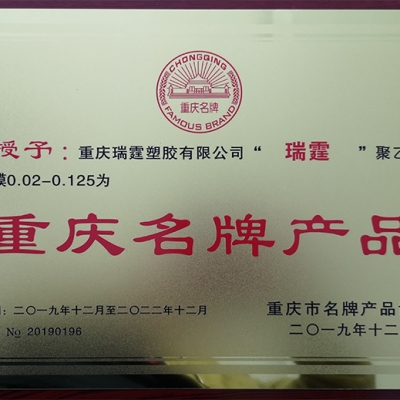 CHONGQING
重庆名牌
FAMOUS BRAND
授予：重庆瑞霆塑胶有限公司“瑞霆”聚乙
膜0.02-0.125为
重庆名牌产品
：二〇一九年十二月至二〇二二年十二月
No 20190196
重庆市名牌产品
二〇一九年十二